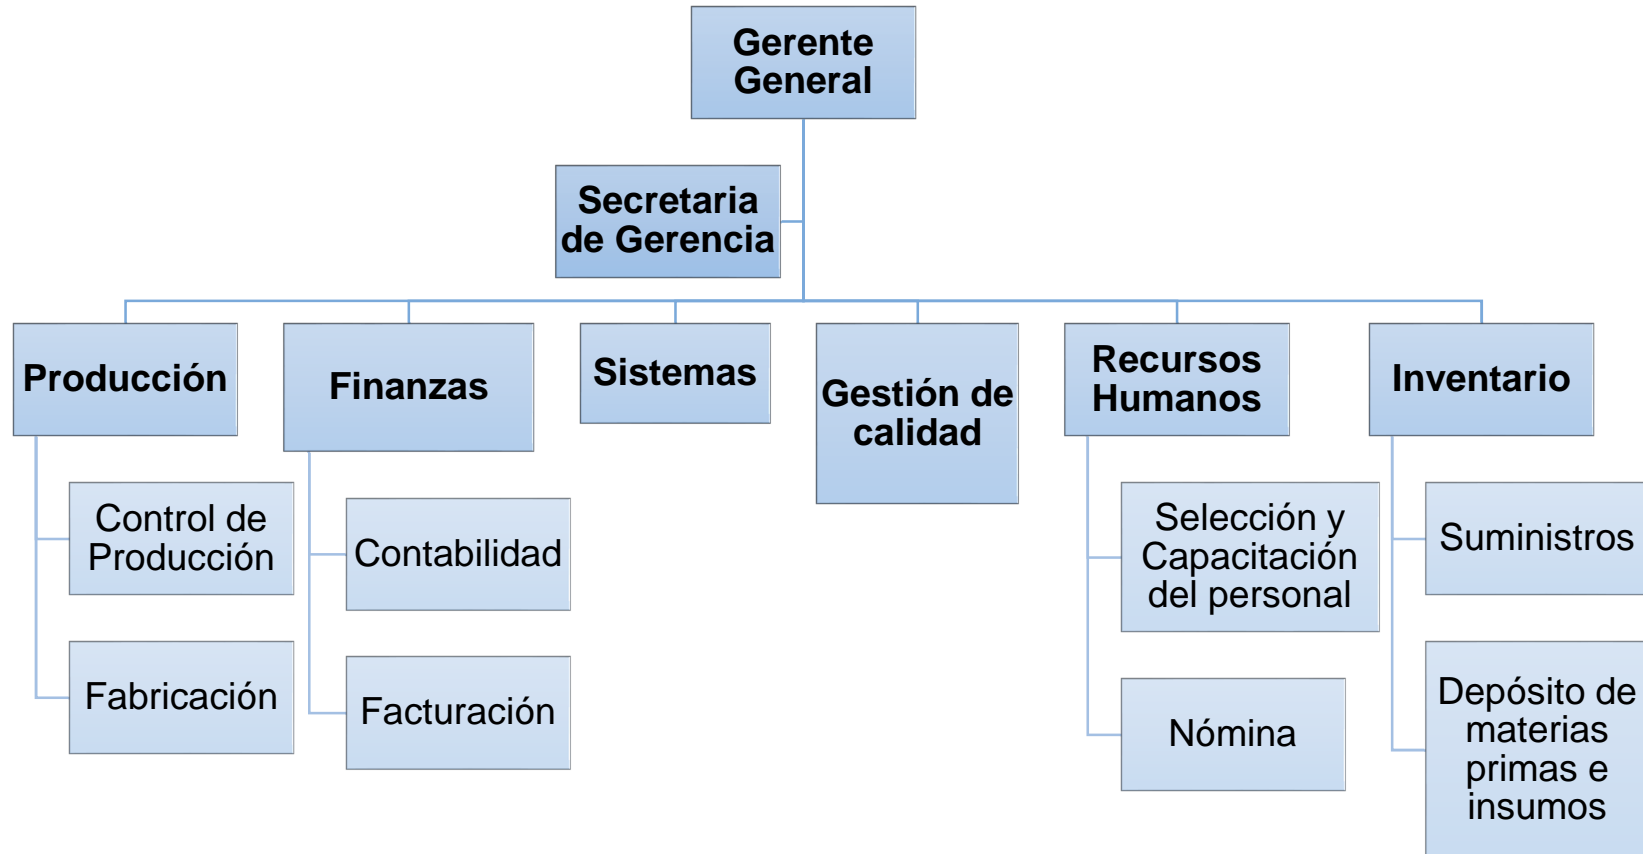 Gerente
General
Secretaria
de Gerencia
Producción
Finanzas
Sistemas
Gestión de
calidad
Recursos
Humanos
Inventario
Control de
Producción
Fabricación
Contabilidad
Facturación
Selección y
Capacitación
del personal
Nómina
Suministros
Depósito de
materias
primas e
insumos